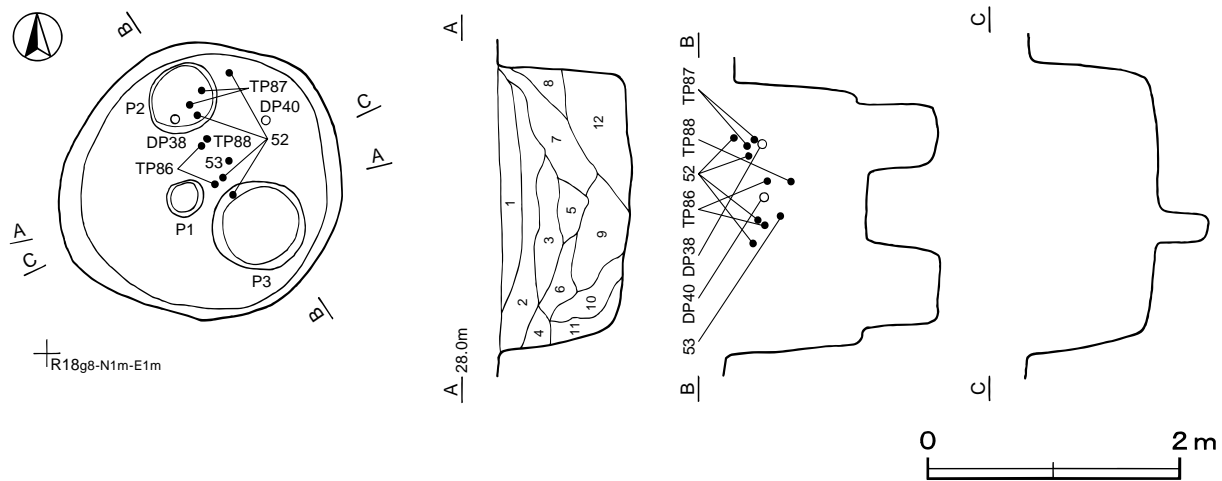 B
TP87
P2
DP40
C
DP38
TP88
52
A
TP86
53
P1
A
C
P3
B
R18g8-N1m-E1m
A
8
12
7
1
5
3
9
6
2
10
4
11
28.0m
A
B
TP87
TP88
52
TP86
DP38
DP40
53
B
C
C
0
2 m